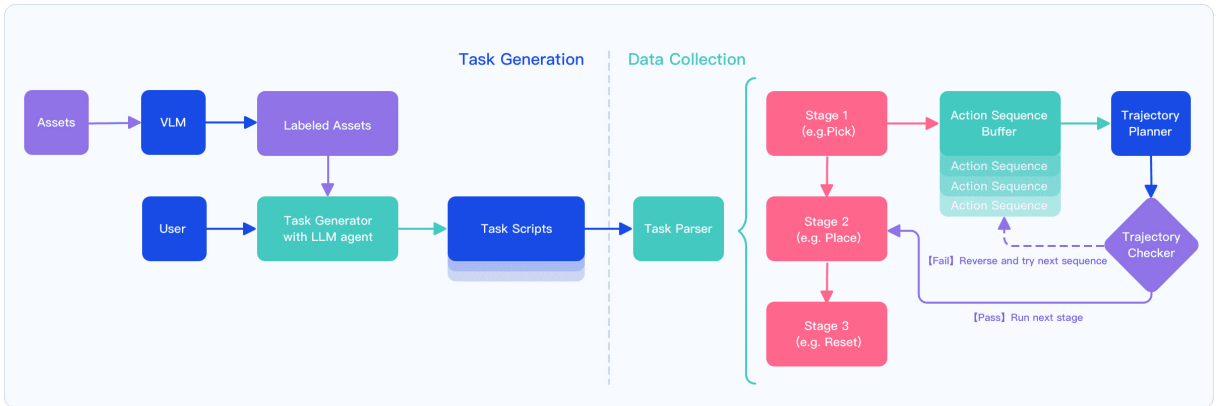 Task Generation
Data Collection
Assets
VLM
Labeled Assets
User
Task Generator
with LLM agent
Task Scripts
Task Parser
Stage 1
(e.g.Pick)
Stage 2
(e.g. Place)
Stage 3
(e.g. Reset)
Action Sequence
Buffer
Action Sequence
Action Sequence
Action Sequence
Trajectory
Planner
Trajectory
Checker
【Fail】Reverse and try next sequence
【Pass】Run next stage